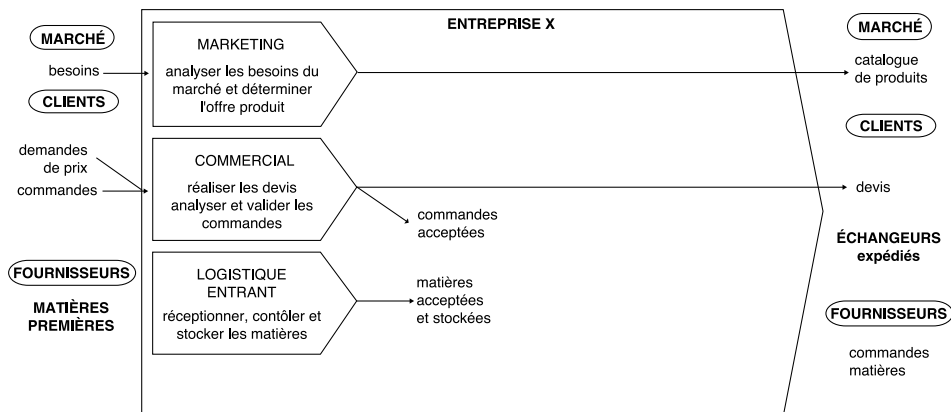 ENTREPRISE X
MARCHÉ
besoins
CLIENTS
demandes
de prix
commandes
FOURNISSEURS
MATIÈRES
PREMIÈRES
MARKETING
analyser les besoins du
marché et déterminer
l'offre produit
COMMERCIAL
réaliser les devis
analyser et valider les
commandes
LOGISTIQUE
ENTRANT
réceptionner, contôler et
stocker les matières
commandes
acceptées
matières
acceptées
et stockées
MARCHÉ
catalogue
de produits
CLIENTS
devis
ÉCHANGEURS
expédiés
FOURNISSEURS
commandes
matières